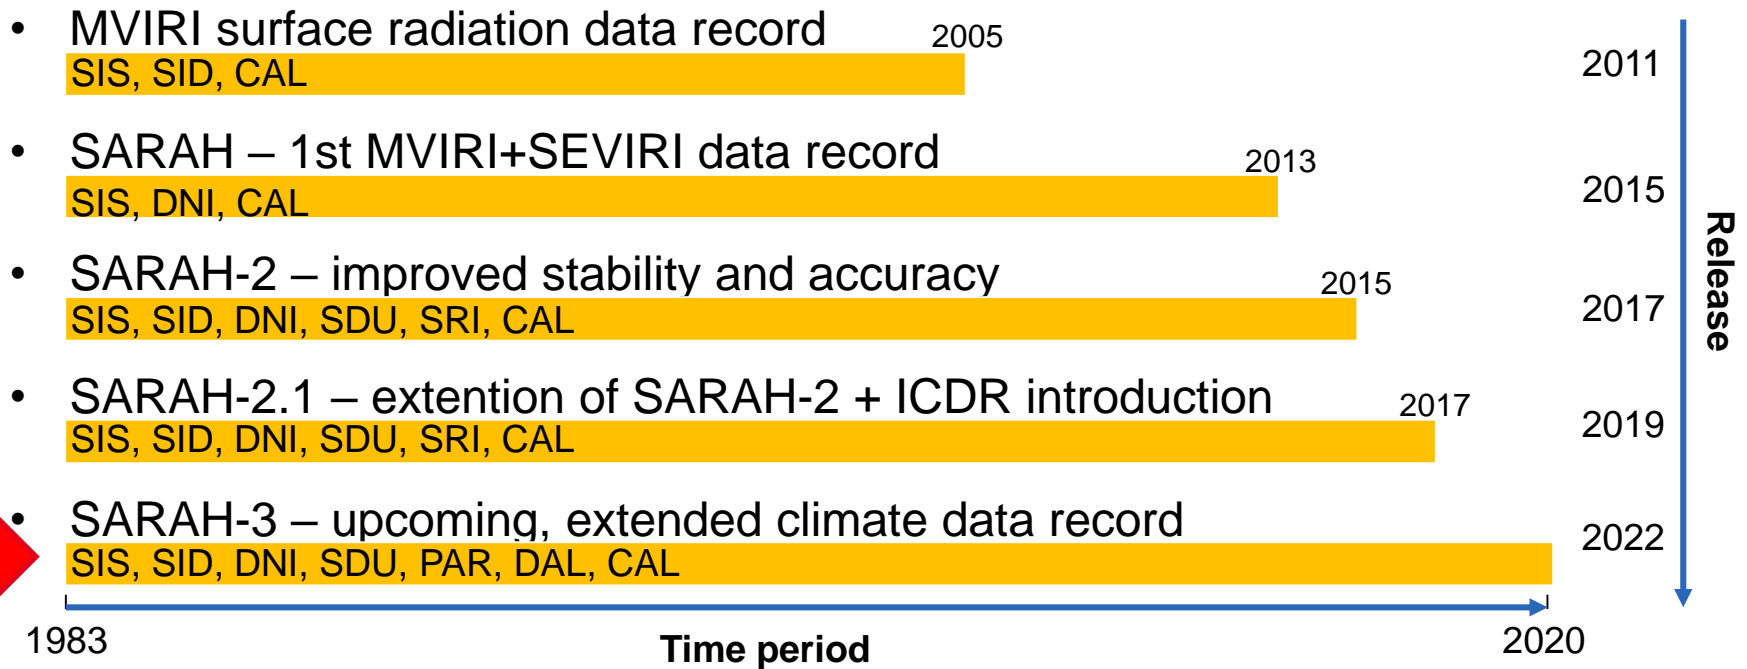 • MVIRI surface radiation data record 2005
SIS, SID, CAL 2011
• SARAH – 1st MVIRI+SEVIRI data record 2013
SIS, DNI, CAL 2015
• SARAH-2 – improved stability and accuracy 2015
SIS, SID, DNI, SDU, SRI, CAL 2017
• SARAH-2.1 – extention of SARAH-2 + ICDR introduction 2017
SIS, SID, DNI, SDU, SRI, CAL 2019
• SARAH-3 – upcoming, extended climate data record
SIS, SID, DNI, SDU, PAR, DAL, CAL 2022
Release
1983 Time period 2020